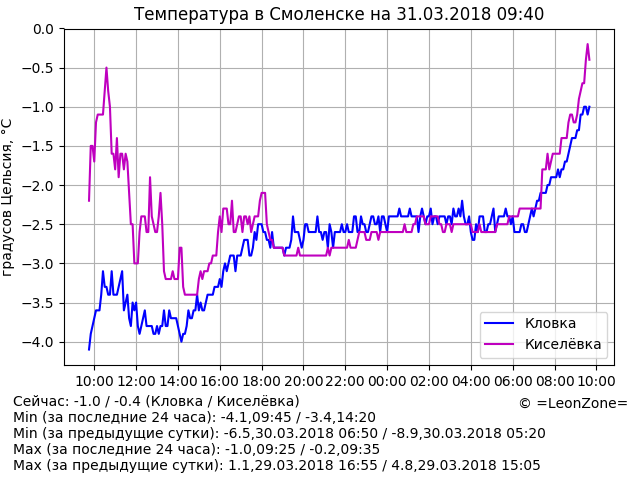 Температура в Смоленске на 31.03.2018 09:40
градусов Цельсия, °C
0.0
−0.5
−1.0
−1.5
−2.0
−2.5
−3.0
−3.5
−4.0
Кловка
Киселёвка
10:00 12:00 14:00 16:00 18:00 20:00 22:00 00:00 02:00 04:00 06:00 08:00 10:00
Сейчас: -1.0 / -0.4 (Кловка / Киселёвка)
© =LeonZone=
Min (за последние 24 часа): -4.1,09:45 / -3.4,14:20
Min (за предыдущие сутки): -6.5,30.03.2018 06:50 / -8.9,30.03.2018 05:20
Max (за последние 24 часа): -1.0,09:25 / -0.2,09:35
Max (за предыдущие сутки): 1.1,29.03.2018 16:55 / 4.8,29.03.2018 15:05